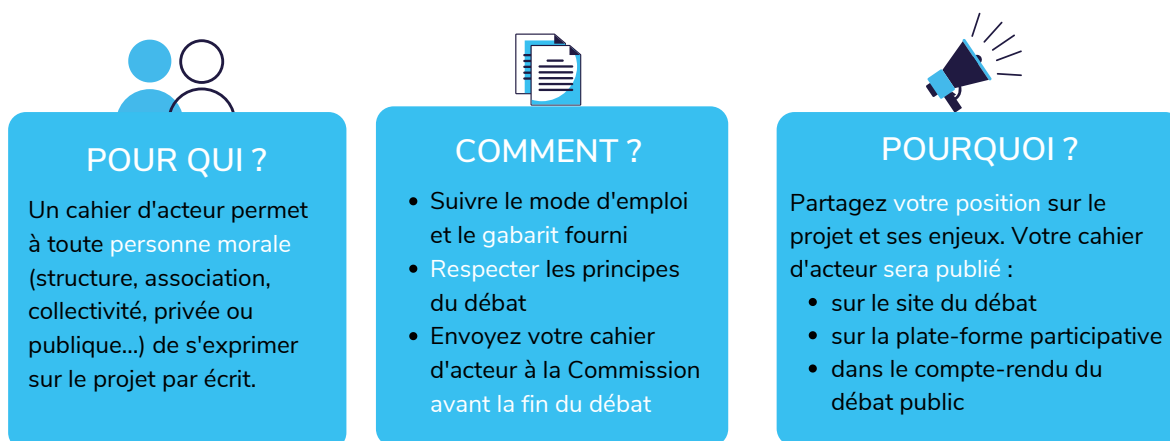 POUR QUI ?
Un cahier d'acteur permet
à toute personne morale
(structure, association,
collectivité, privée ou
publique...) de s'exprimer
sur le projet par écrit.
COMMENT ?
• Suivre le mode d'emploi
et le gabarit fourni
• Respecter les principes
du débat
• Envoyez votre cahier
d'acteur à la Commission
avant la fin du débat
POURQUOI ?
Partagez votre position sur le
projet et ses enjeux. Votre cahier
d'acteur sera publié :
• sur le site du débat
• sur la plate-forme participative
• dans le compte-rendu du
débat public